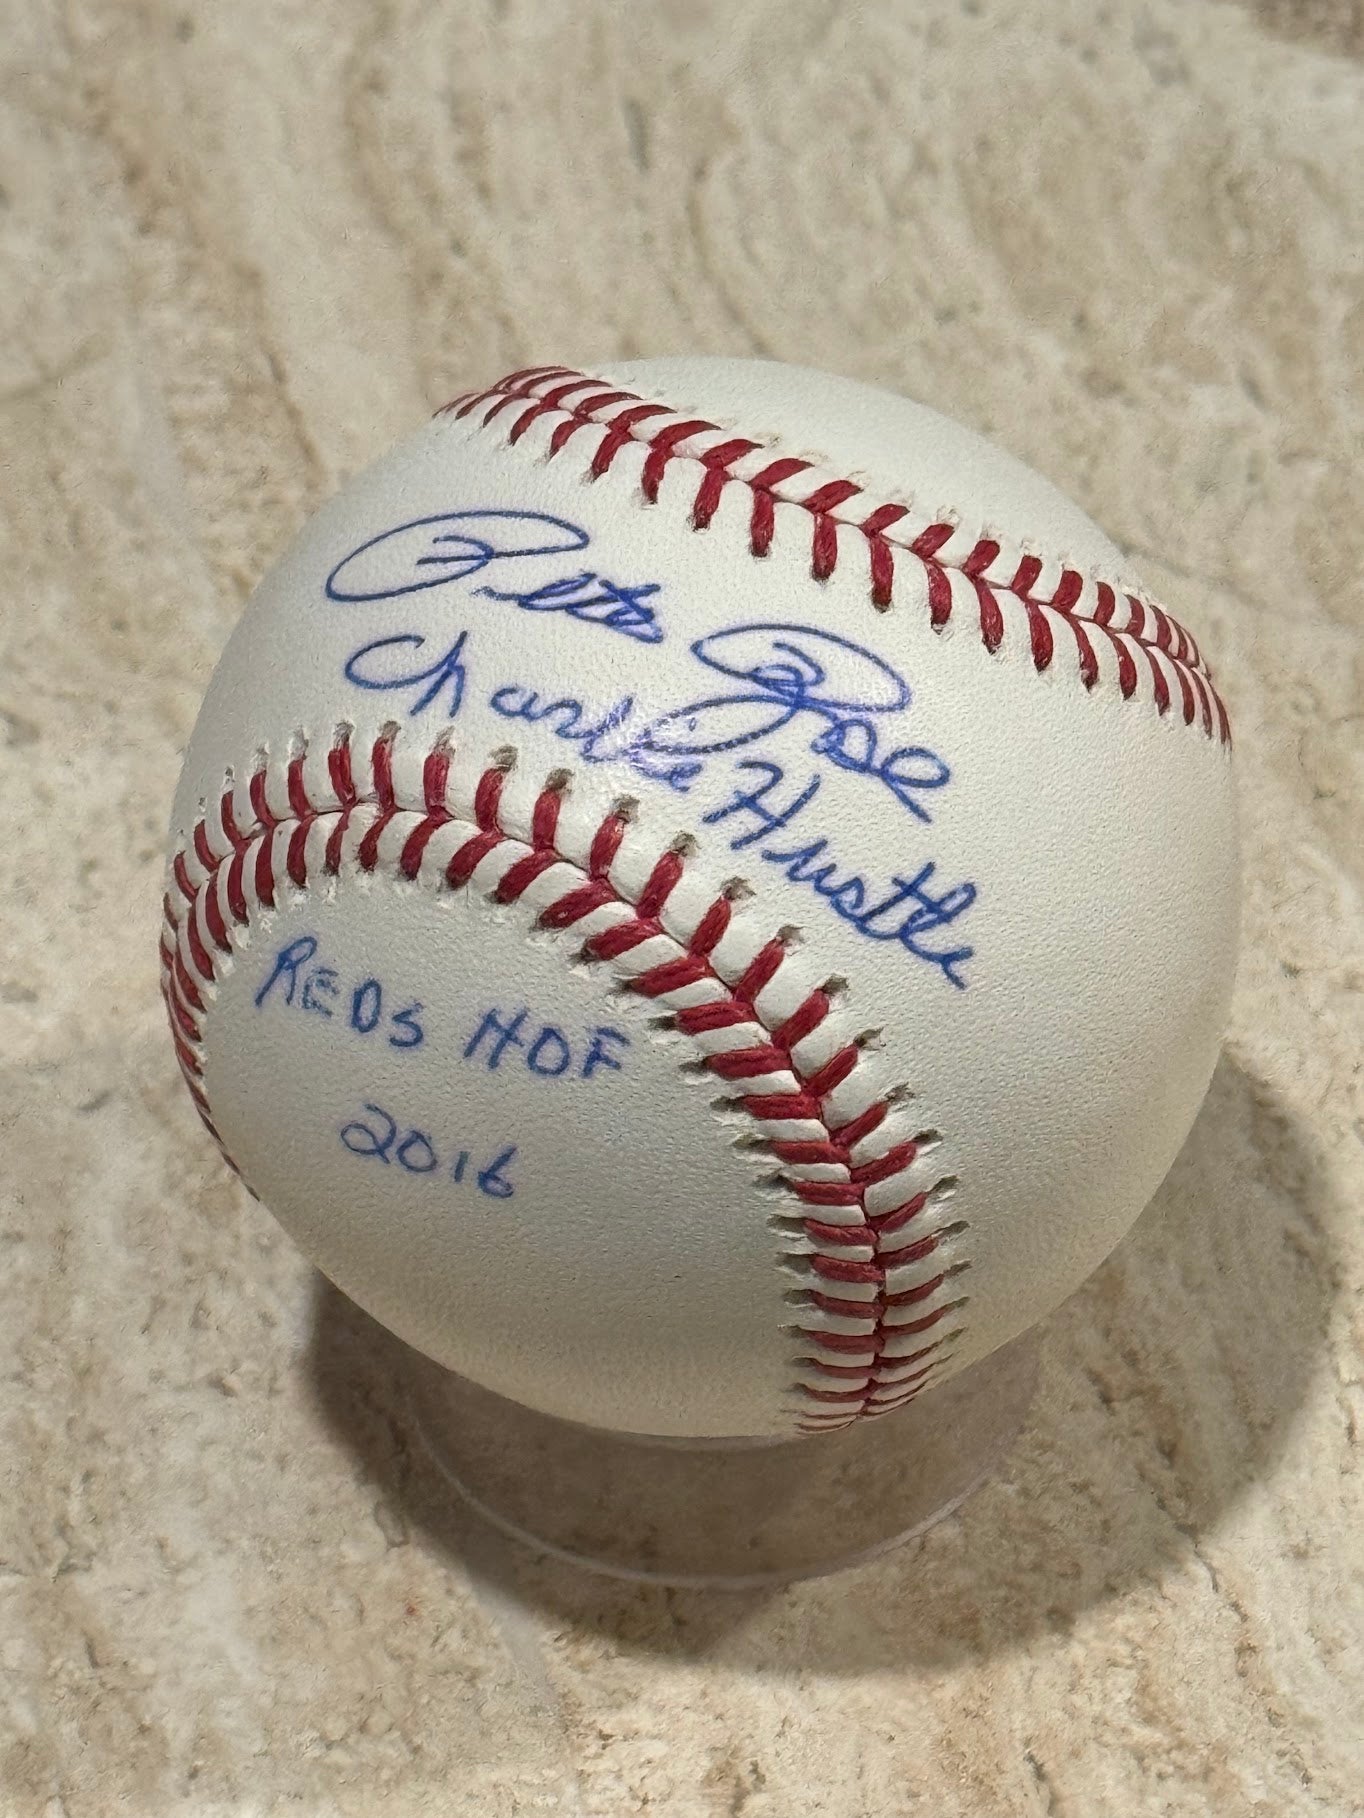 Pete Rose
Charlie Hustle
REDS HOF
2016